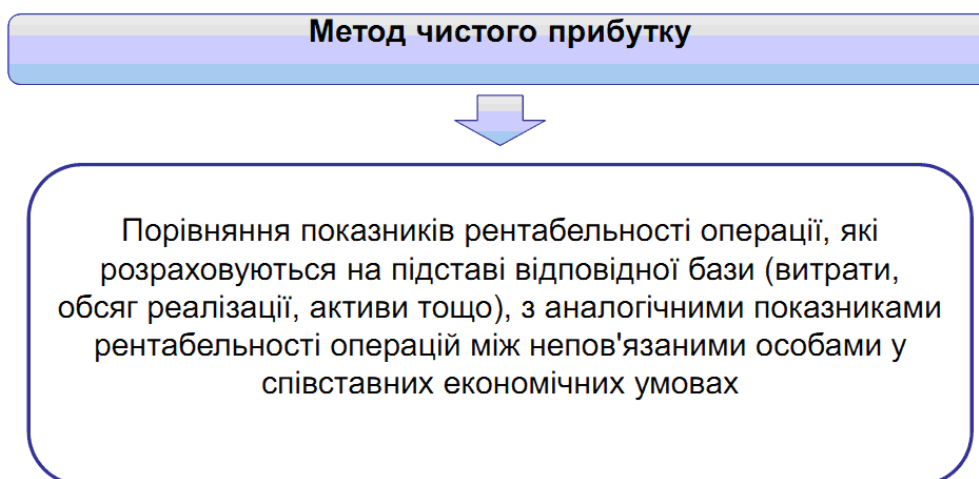 Метод чистого прибутку
Порівняння показників рентабельності операції, які
розраховуються на підставі відповідної бази (витрати,
обсяг реалізації, активи тощо), з аналогічними показниками
рентабельності операцій між непов'язаними особами у
співставних економічних умовах